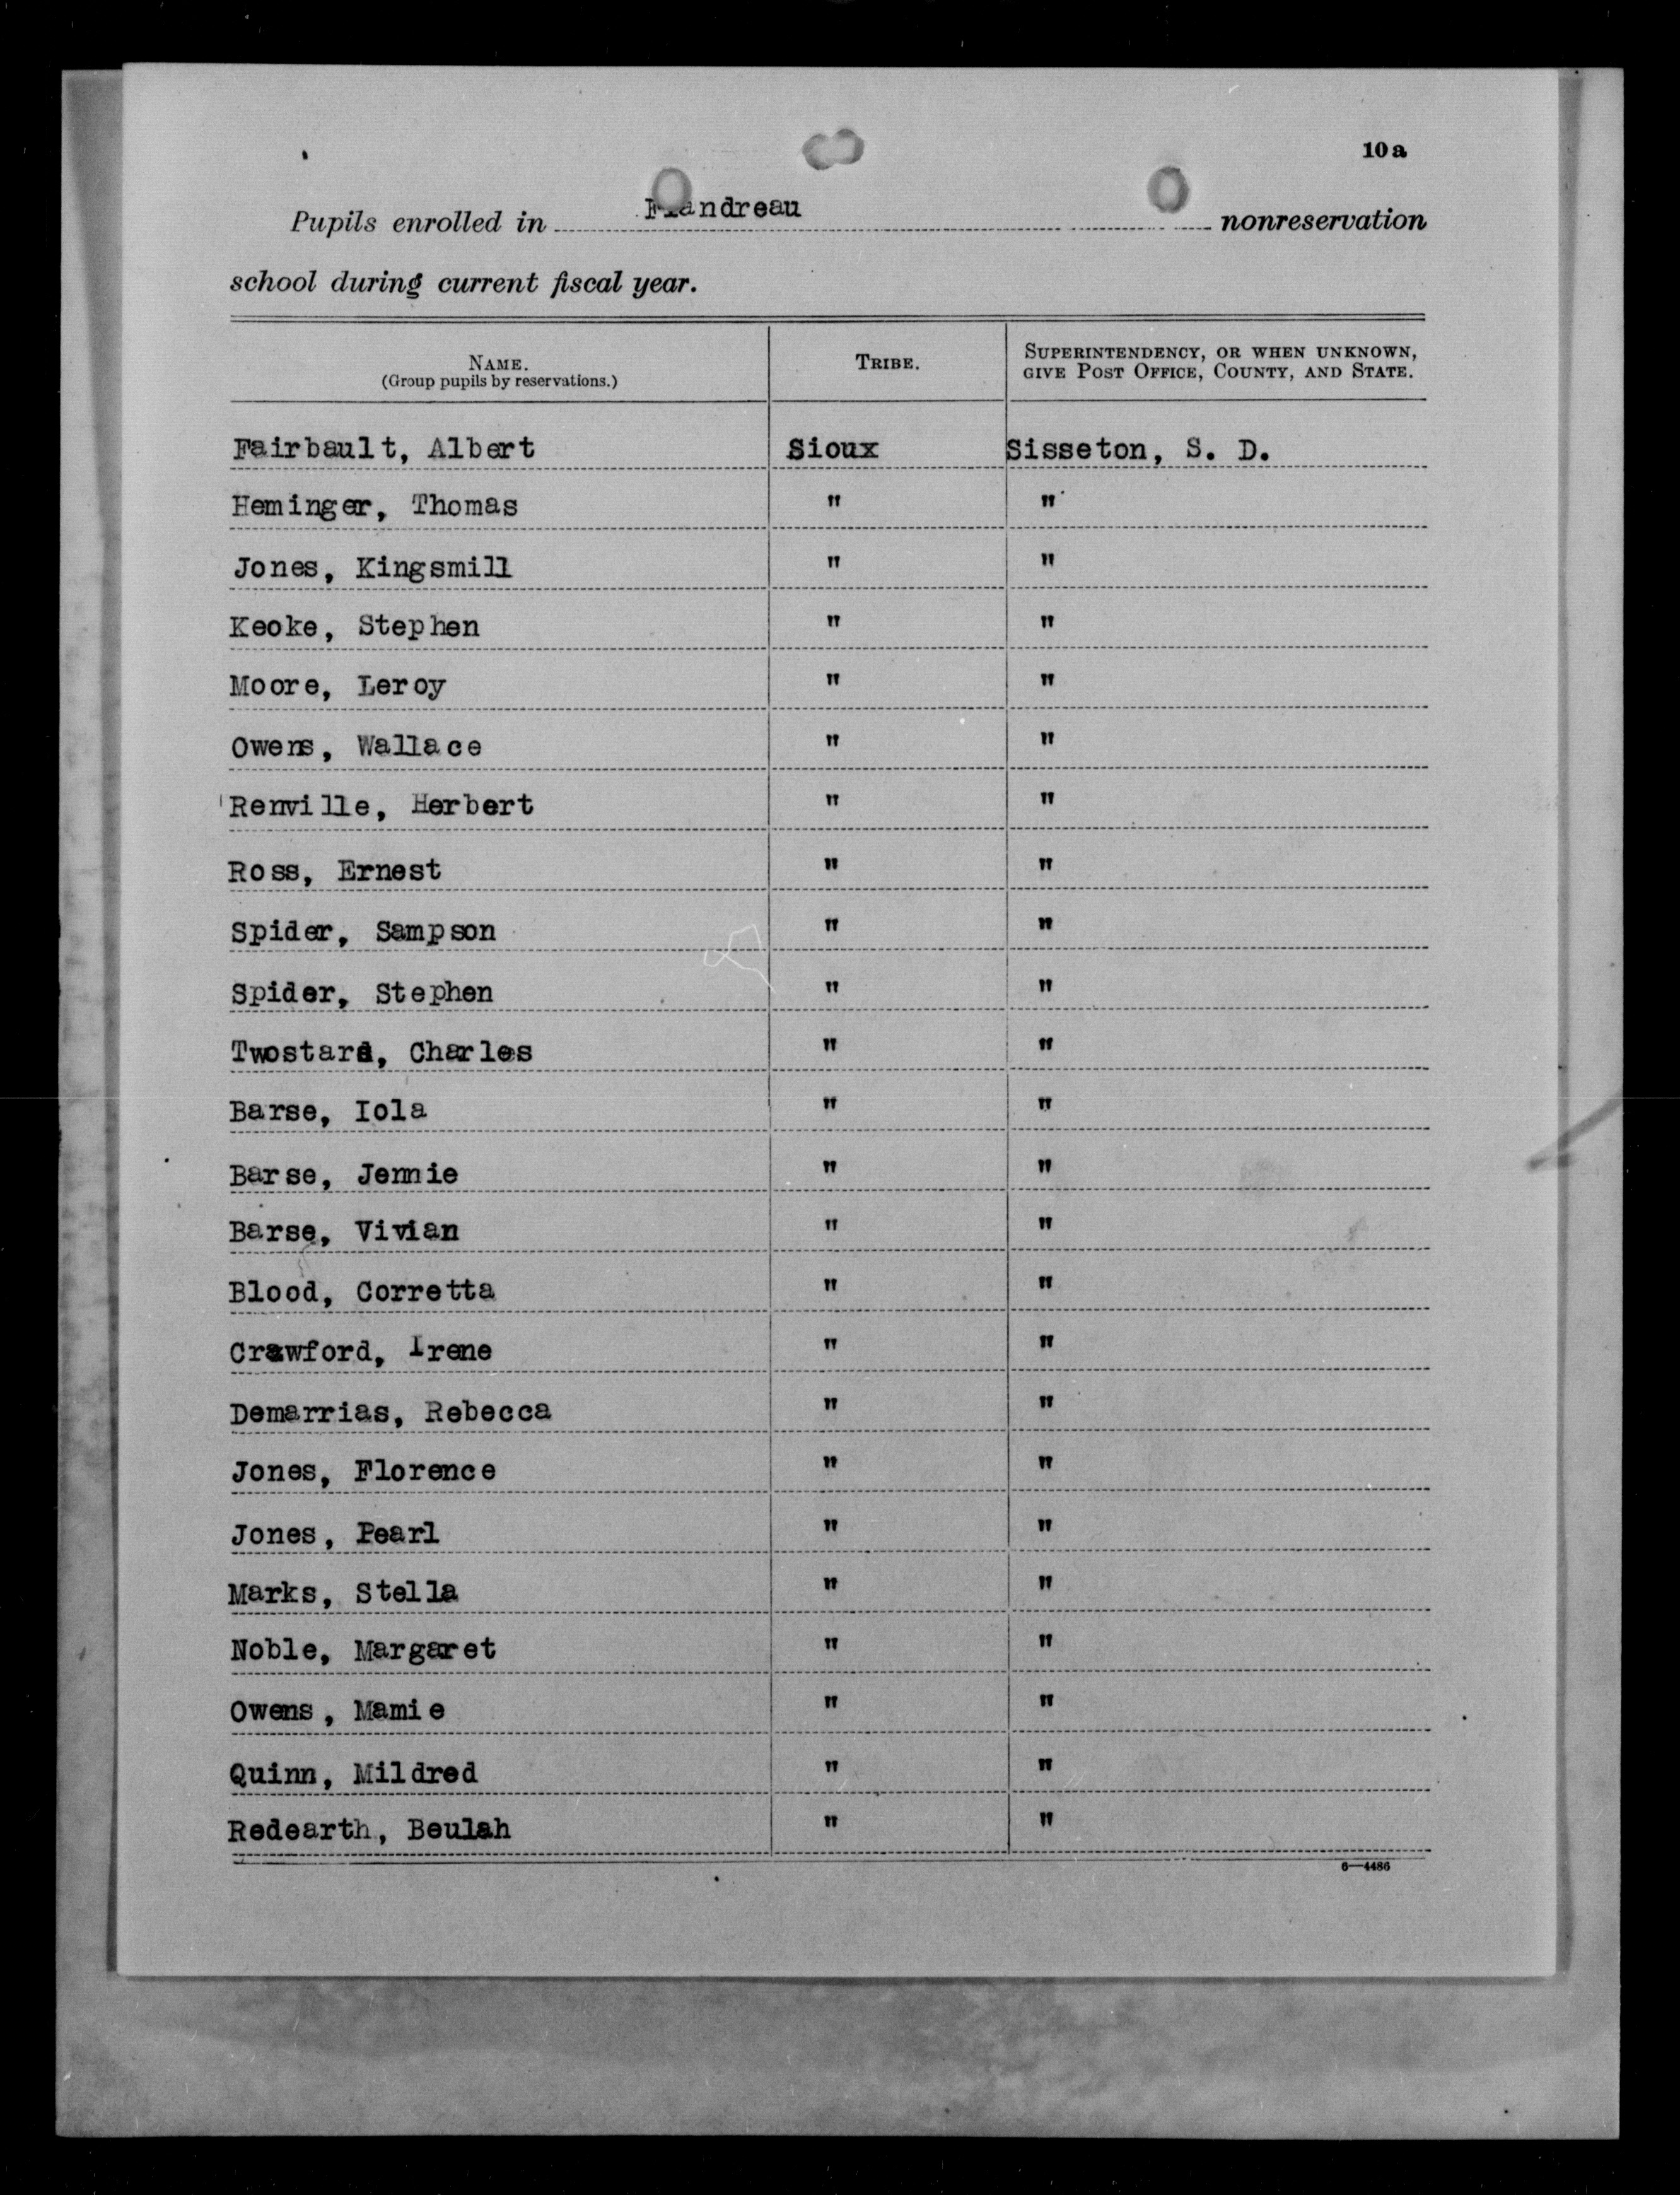 10a
Pupils enrolled in Flandreau nonreservation
school during current fiscal year.
NAME. TRIBE. SUPERINTENDENCY, OR WHEN UNKNOWN,
(Group pupils by reservations.) GIVE POST OFFICE, COUNTY, AND STATE.
Fairbault, Albert Sioux Sisseton, S. D.
Heminger, Thomas " "
Jones, Kingsmill " "
Keoke, Stephen " "
Moore, Leroy " "
Owens, Wallace " "
Renville, Herbert " "
Ross, Ernest " "
Spider, Sampson " "
Spider, Stephen " "
Twostars, Charles " "
Barse, Iola " "
Barse, Jennie " "
Barse, Vivian " "
Blood, Corretta " "
Crawford, Irene " "
Demarrias, Rebecca " "
Jones, Florence " "
Jones, Pearl " "
Marks, Stella " "
Noble, Margaret " "
Owens, Mamie " "
Quinn, Mildred " "
Redearth, Beulah " "
6—4486